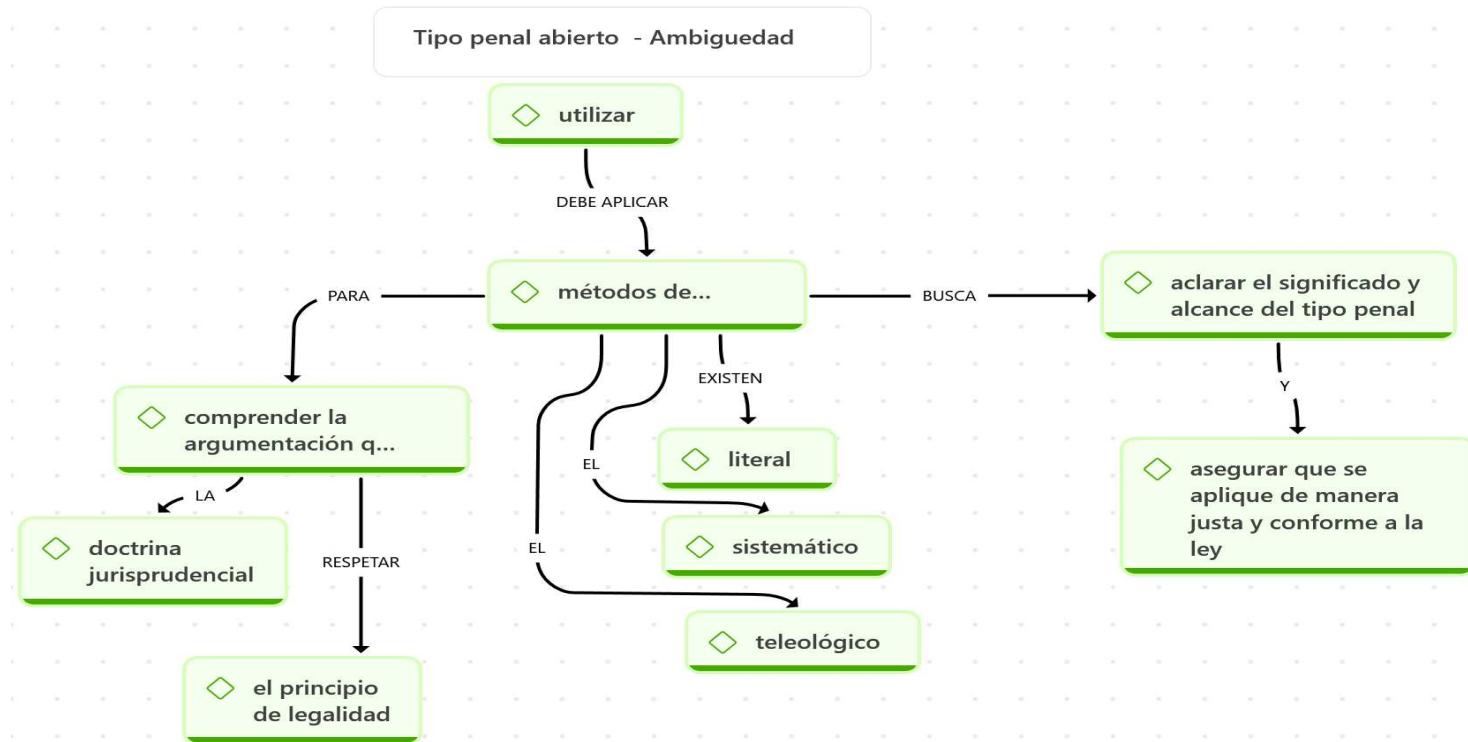 Tipo penal abierto - Ambiguedad
utilizar
DEBE APLICAR
métodos de...
PARA
BUSCA
aclarar el significado y
alcance del tipo penal
EXISTEN
Y
comprender la
argumentación q...
literal
EL
asegurar que se
aplique de manera
justa y conforme a la
ley
LA
doctrina
jurisprudencial
RESPETAR
EL
sistemático
teleológico
el principio
de legalidad